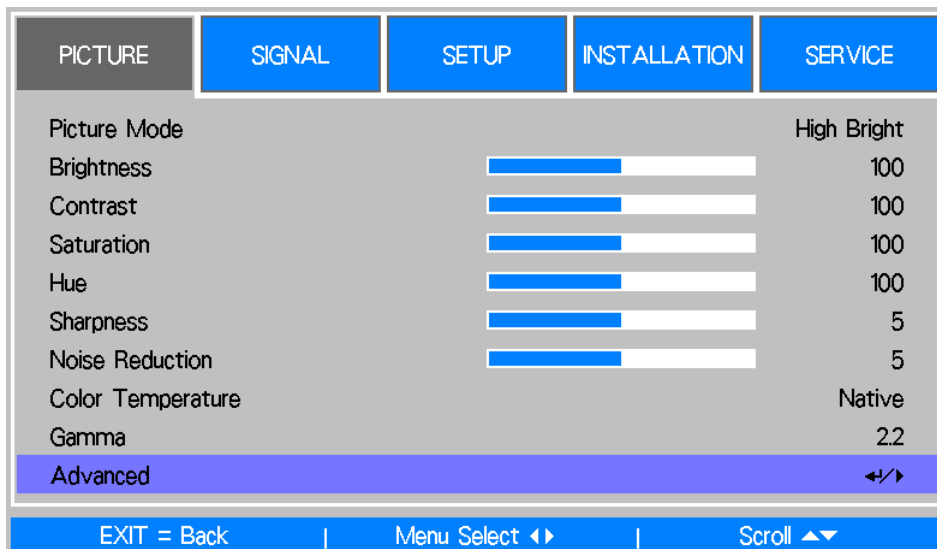 PICTURE SIGNAL SETUP INSTALLATION SERVICE
Picture Mode High Bright
Brightness 100
Contrast 100
Saturation 100
Hue 100
Sharpness 5
Noise Reduction 5
Color Temperature Native
Gamma 2.2
Advanced ↵/▶
EXIT = Back | Menu Select ◀▶ | Scroll ▲▼